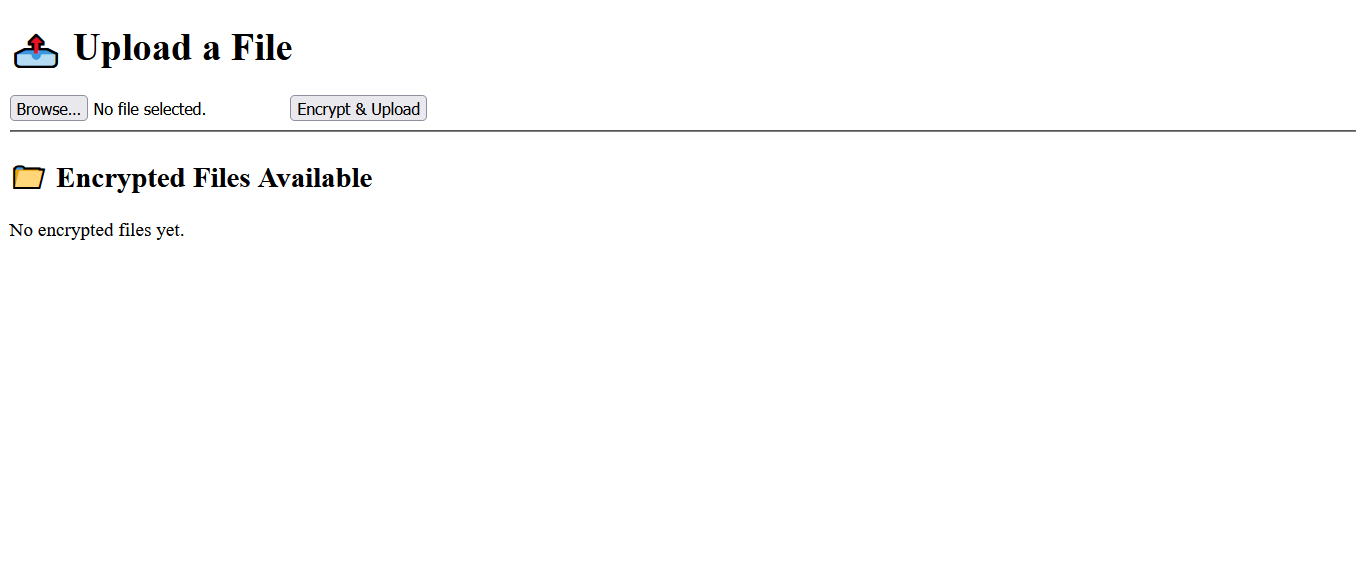 Upload a File
Browse... No file selected. Encrypt & Upload
Encrypted Files Available
No encrypted files yet.